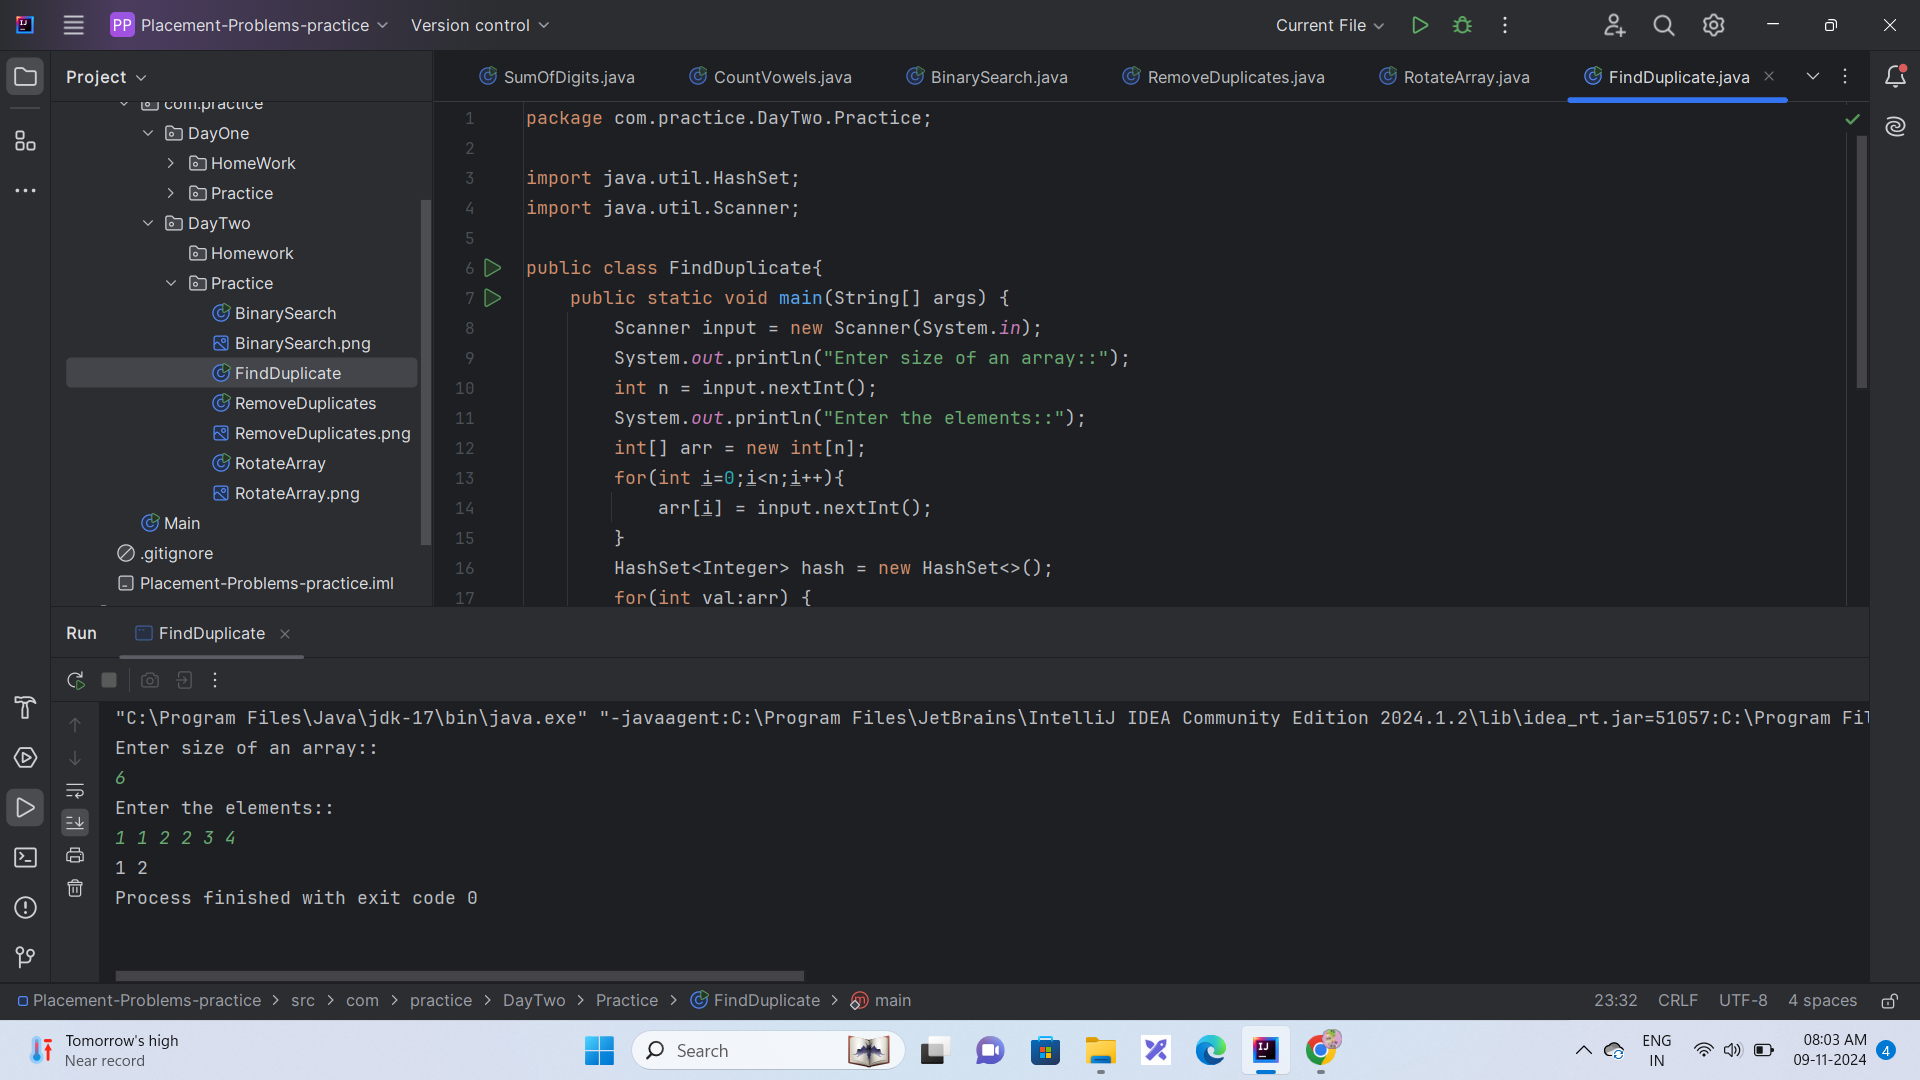 PP Placement-Problems-practice Version control Current File
Project
SumOfDigits.java CountVowels.java BinarySearch.java RemoveDuplicates.java RotateArray.java FindDuplicate.java
com.practice
DayOne
HomeWork
Practice
DayTwo
Homework
Practice
BinarySearch
BinarySearch.png
FindDuplicate
RemoveDuplicates
RemoveDuplicates.png
RotateArray
RotateArray.png
Main
.gitignore
Placement-Problems-practice.iml
1 package com.practice.DayTwo.Practice;
2
3 import java.util.HashSet;
4 import java.util.Scanner;
5
6 public class FindDuplicate{
7 public static void main(String[] args) {
8 Scanner input = new Scanner(System.in);
9 System.out.println("Enter size of an array::");
10 int n = input.nextInt();
11 System.out.println("Enter the elements::");
12 int[] arr = new int[n];
13 for(int i=0;i<n;i++){
14 arr[i] = input.nextInt();
15 }
16 HashSet<Integer> hash = new HashSet<>();
17 for(int val:arr) {
Run FindDuplicate
"C:\Program Files\Java\jdk-17\bin\java.exe" "-javaagent:C:\Program Files\JetBrains\IntelliJ IDEA Community Edition 2024.1.2\lib\idea_rt.jar=51057:C:\Program Fil
Enter size of an array::
6
Enter the elements::
1 1 2 2 3 4
1 2
Process finished with exit code 0
Placement-Problems-practice > src > com > practice > DayTwo > Practice > FindDuplicate > main 23:32 CRLF UTF-8 4 spaces
Tomorrow's high
Near record
Search
ENG
IN
08:03 AM
09-11-2024
4